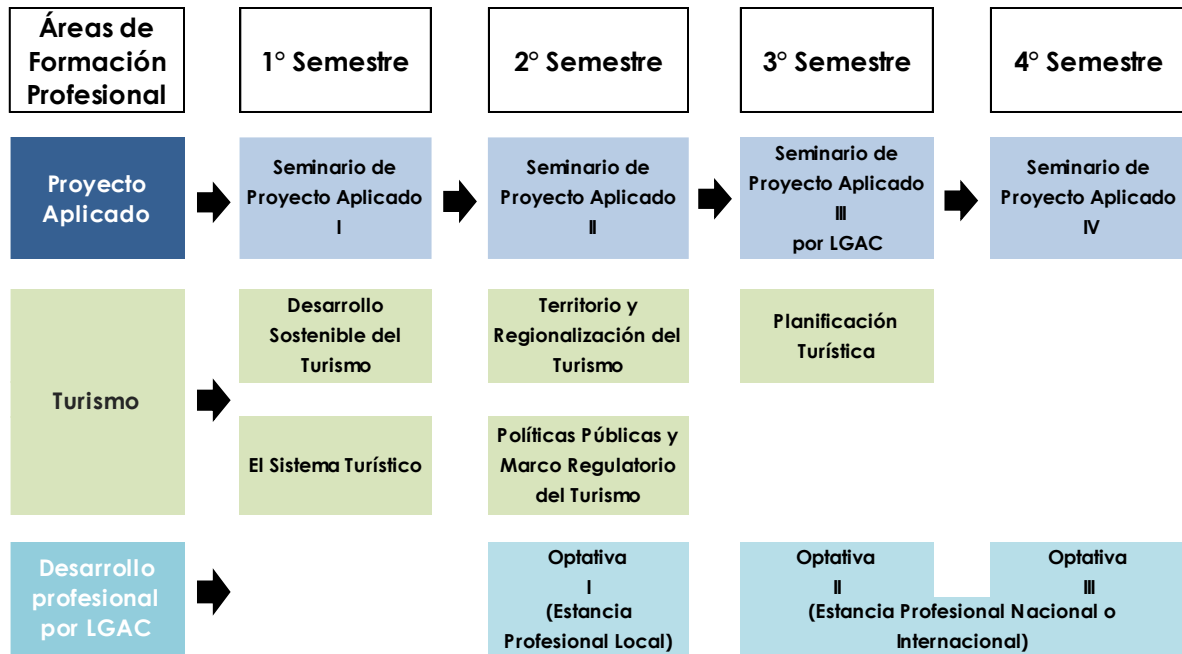 Áreas de
Formación
Profesional
1° Semestre
2° Semestre
3° Semestre
4° Semestre
Proyecto
Aplicado
Seminario de
Proyecto Aplicado
I
Seminario de
Proyecto Aplicado
II
Seminario de
Proyecto Aplicado
III
por LGAC
Seminario de
Proyecto Aplicado
IV
Turismo
Desarrollo
Sostenible del
Turismo
Territorio y
Regionalización del
Turismo
Planificación
Turística
El Sistema Turístico
Políticas Públicas y
Marco Regulatorio
del Turismo
Desarrollo
profesional
por LGAC
Optativa
I
(Estancia
Profesional Local)
Optativa
II
Optativa
III
(Estancia Profesional Nacional o
Internacional)